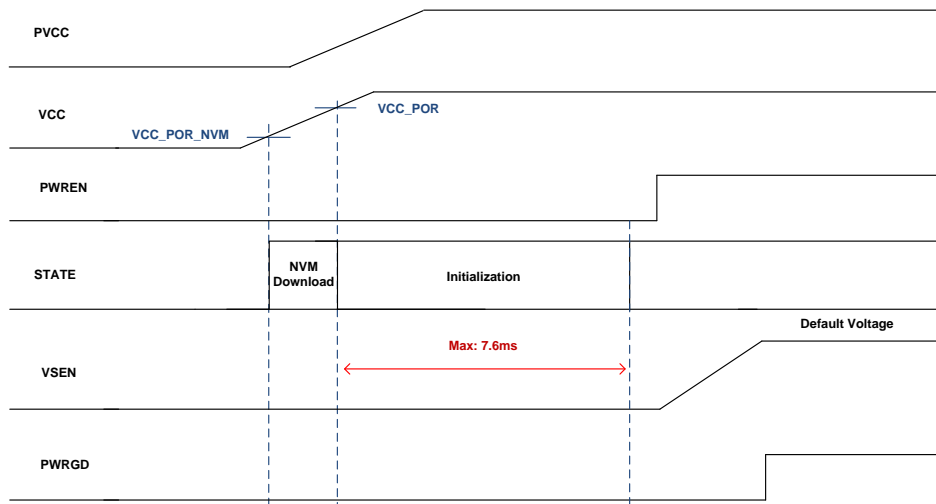 PVCC
VCC
VCC_POR
VCC_POR_NVM
PWREN
STATE
NVM
Download
Initialization
Default Voltage
Max: 7.6ms
VSEN
PWRGD